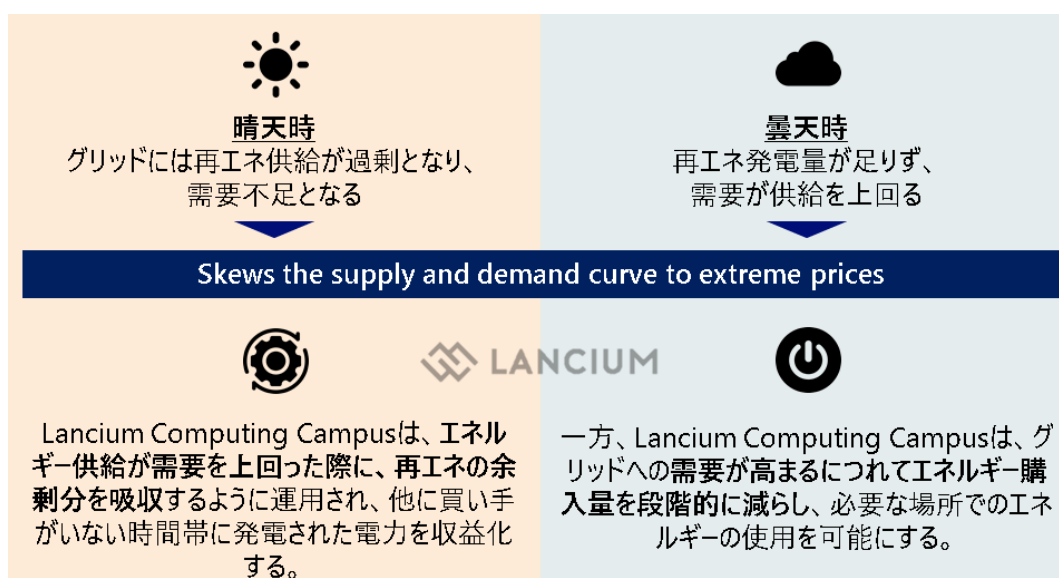 晴天時
グリッドには再エネ供給が過剰となり、
需要不足となる
曇天時
再エネ発電量が足りず、
需要が供給を上回る
Skews the supply and demand curve to extreme prices
LANCIUM
Lancium Computing Campusは、エネル
ギー供給が需要を上回った際に、再エネの余
剰分を吸収するように運用され、他に買い手
がいない時間帯に発電された電力を収益化
する。
一方、Lancium Computing Campusは、グ
リッドへの需要が高まるにつれてエネルギー購
入量を段階的に減らし、必要な場所でのエネ
ルギーの使用を可能にする。